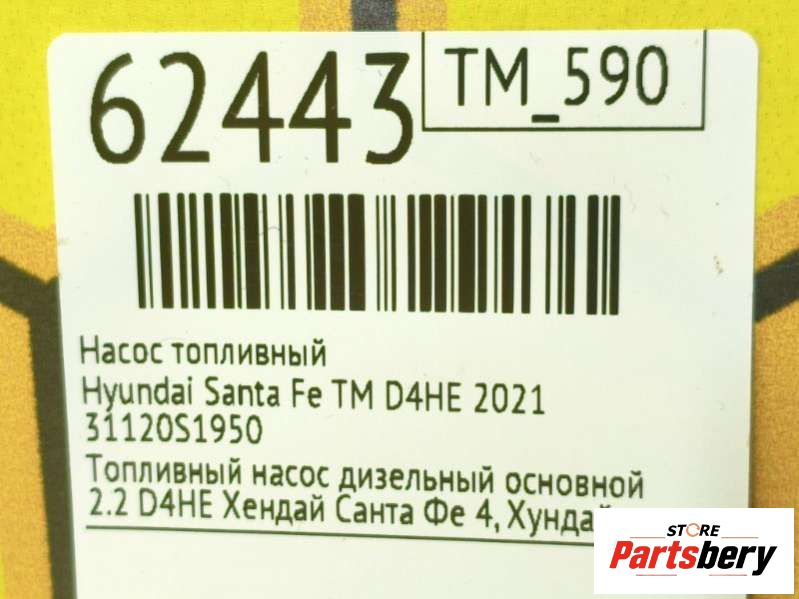 62443
TM_590
Насос топливный
Hyundai Santa Fe TM D4HE 2021
31120S1950
Топливный насос дизельный основной
2.2 D4HE Хендай Санта Фе 4,
STORE
Partsbery